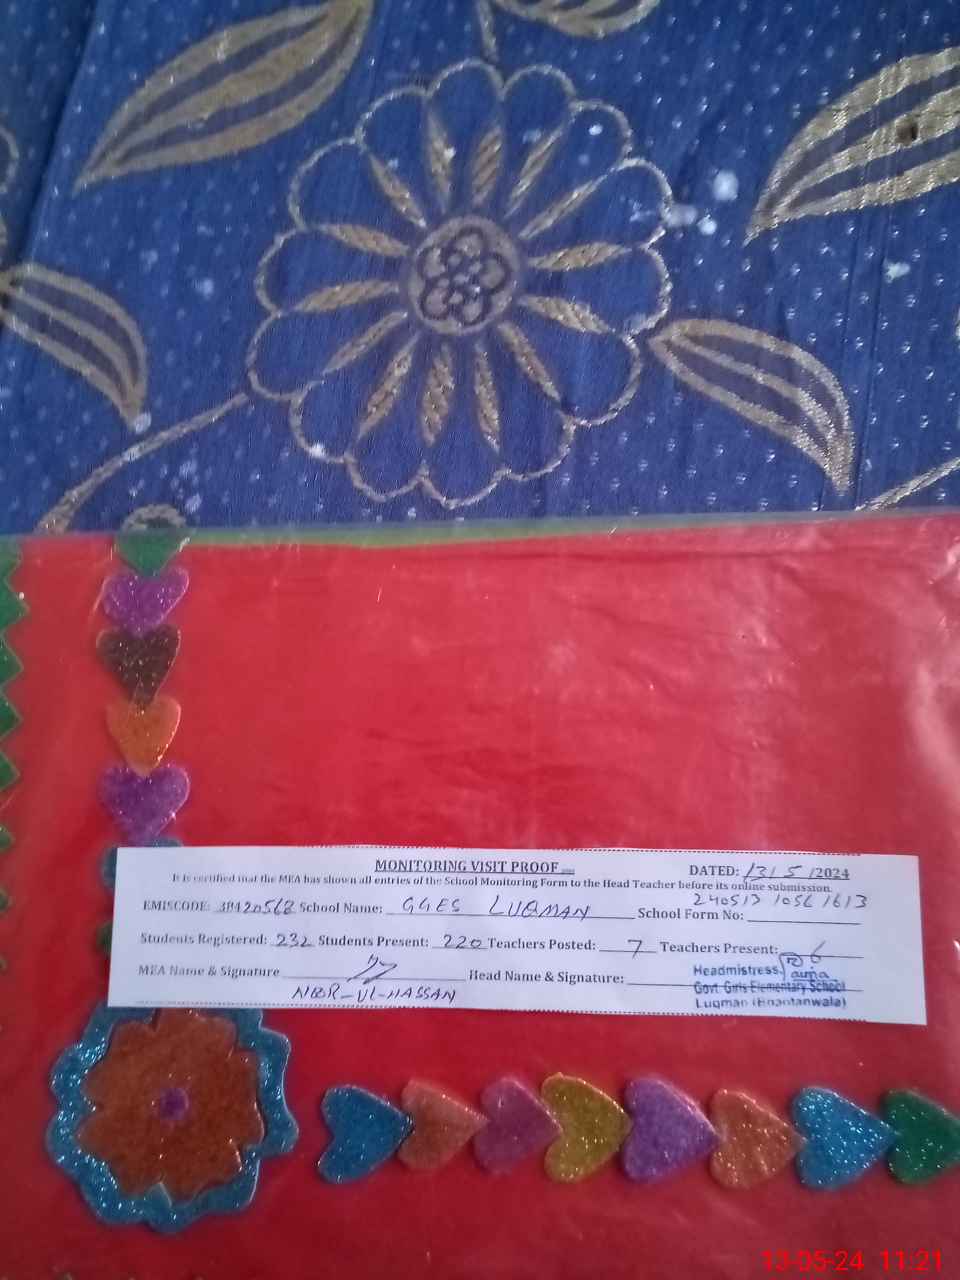 MONITORING VISIT PROOF
DATED: 13/5/2024
It is certified that the MEA has shown all entries of the School Monitoring Form to the Head Teacher before its online submission.
EMISCODE: 38420568 School Name: GGES LUQMAN School Form No: 240513 1056 1613
Students Registered: 232 Students Present: 220 Teachers Posted: 7 Teachers Present: 6
MEA Name & Signature Head Name & Signature:
UL-HASSAN
Headmistress
Govt. Girls Elementary School
Luqman
13-05-24 11:21